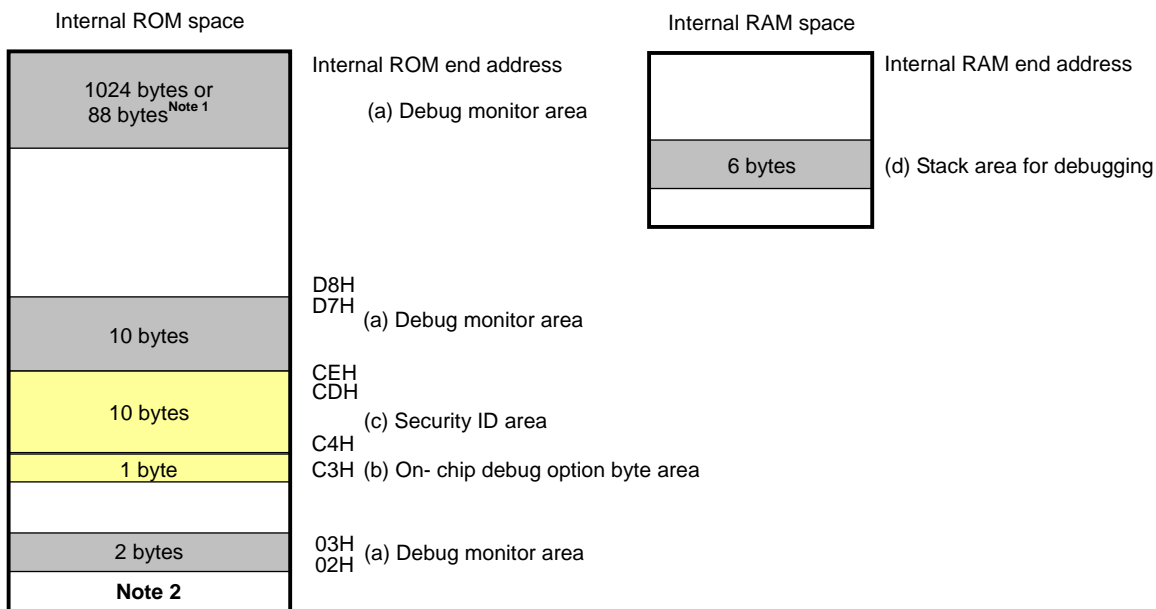 Internal ROM space
Internal RAM space
1024 bytes or
88 bytes Note 1
Internal ROM end address
(a) Debug monitor area
Internal RAM end address
6 bytes
(d) Stack area for debugging
D8H
D7H
(a) Debug monitor area
10 bytes
CEH
CDH
10 bytes
(c) Security ID area
C4H
1 byte
C3H (b) On- chip debug option byte area
2 bytes
03H
02H
(a) Debug monitor area
Note 2